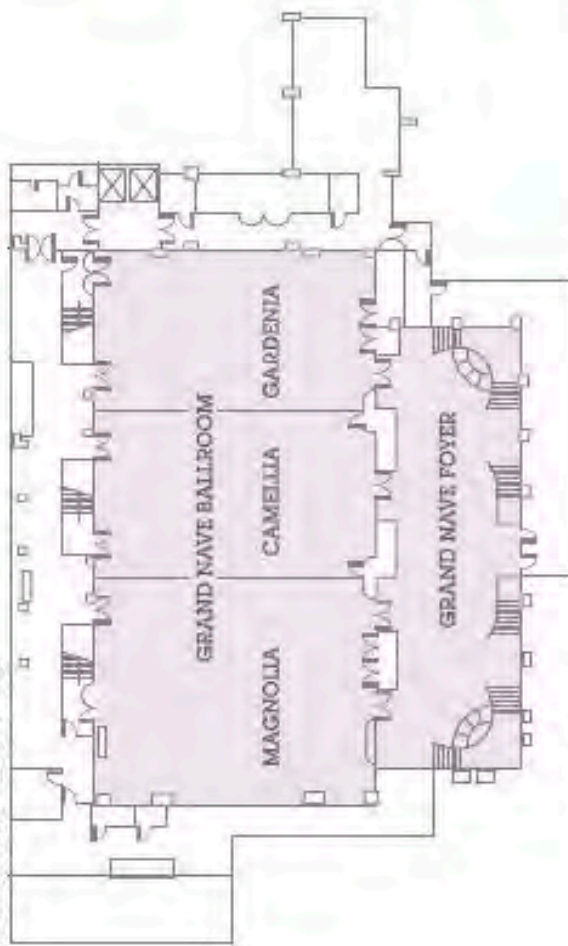 GRAND NAVE BALLROOM
MAGNOLIA
CAMELLIA
GARDENIA
GRAND NAVE FOYER